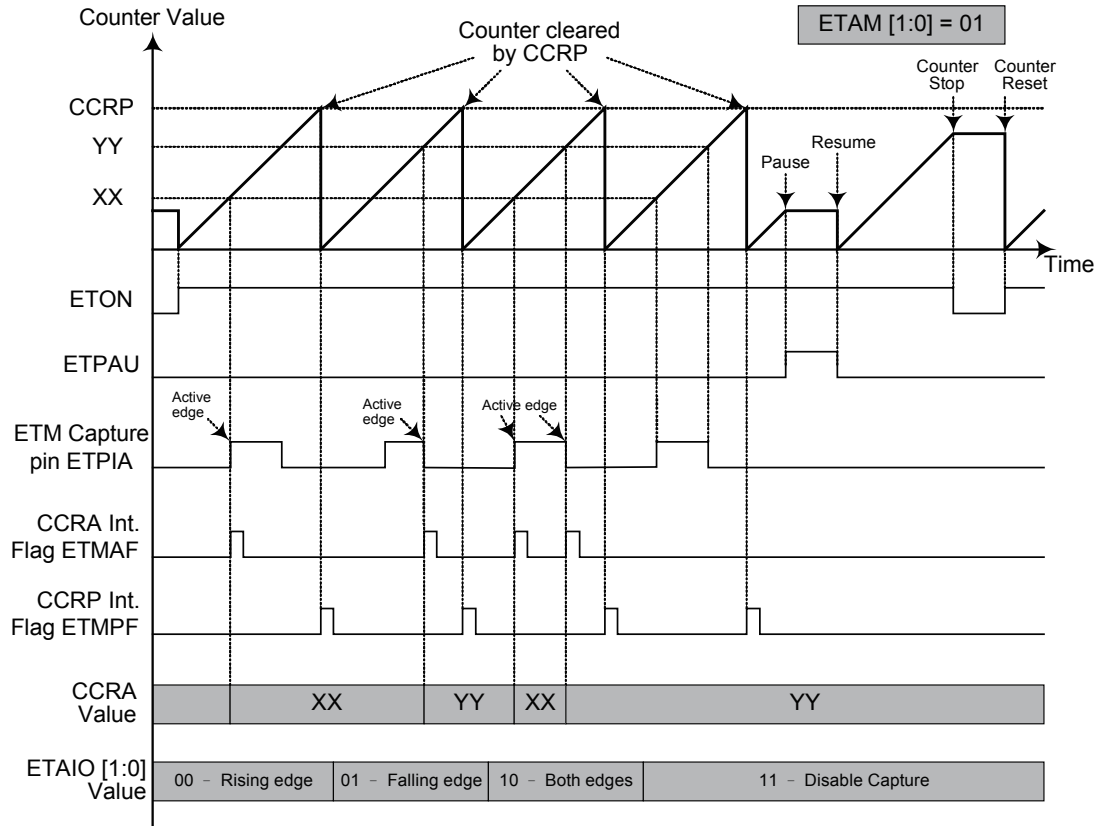 Counter Value
ETAM [1:0] = 01
Counter cleared
by CCRP
Counter
Stop
Counter
Reset
CCRP
YY
XX
Pause
Resume
Time
ETON
ETPAU
Active
edge
Active
edge
Active edge
ETM Capture
pin ETPIA
CCRA Int.
Flag ETMAF
CCRP Int.
Flag ETMPF
CCRA
Value
XX
YY
XX
YY
ETAIO [1:0]
Value
00 – Rising edge
01 – Falling edge
10 – Both edges
11 – Disable Capture